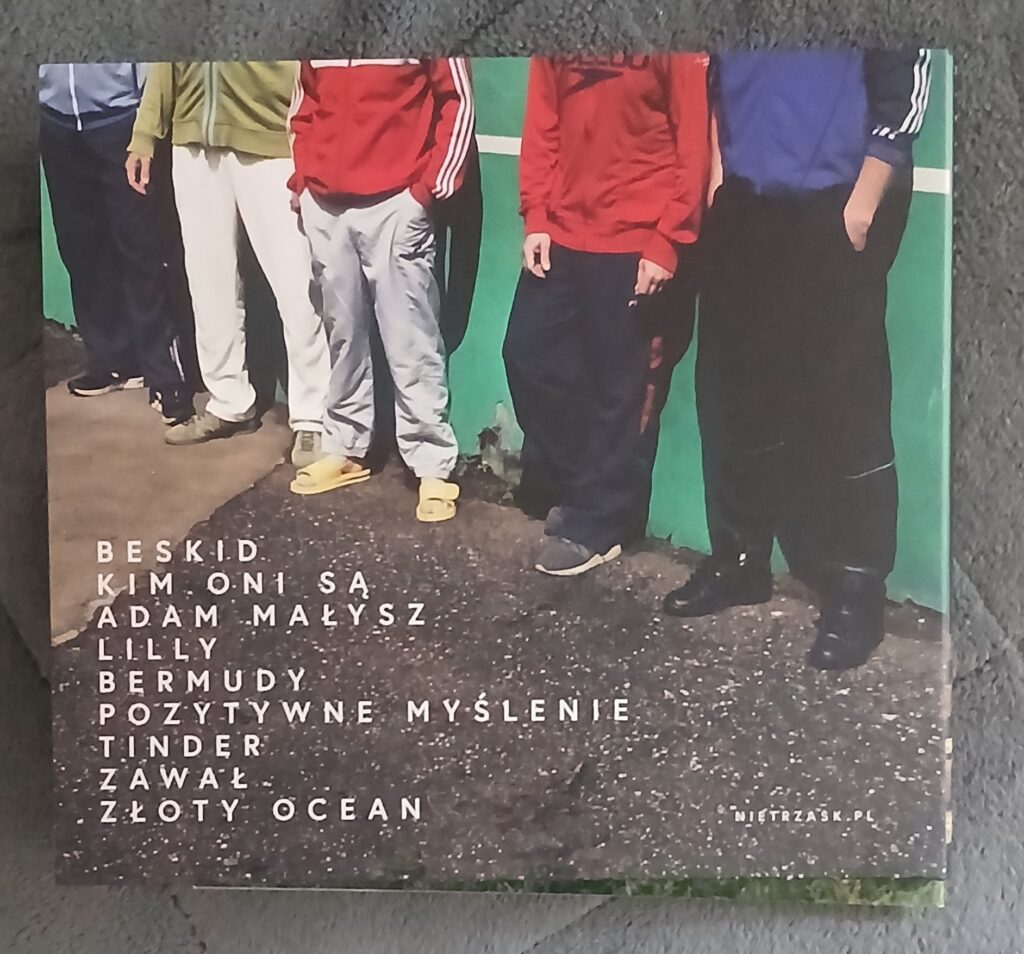 BESKID
KIM ONI SĄ
ADAM MAŁYSZ
LILLY
BERMUDY
POZYTYWNE MYŚLENIE
TINDER
ZAWAŁ
ZŁOTY OCEAN
NIETRZASK.PL